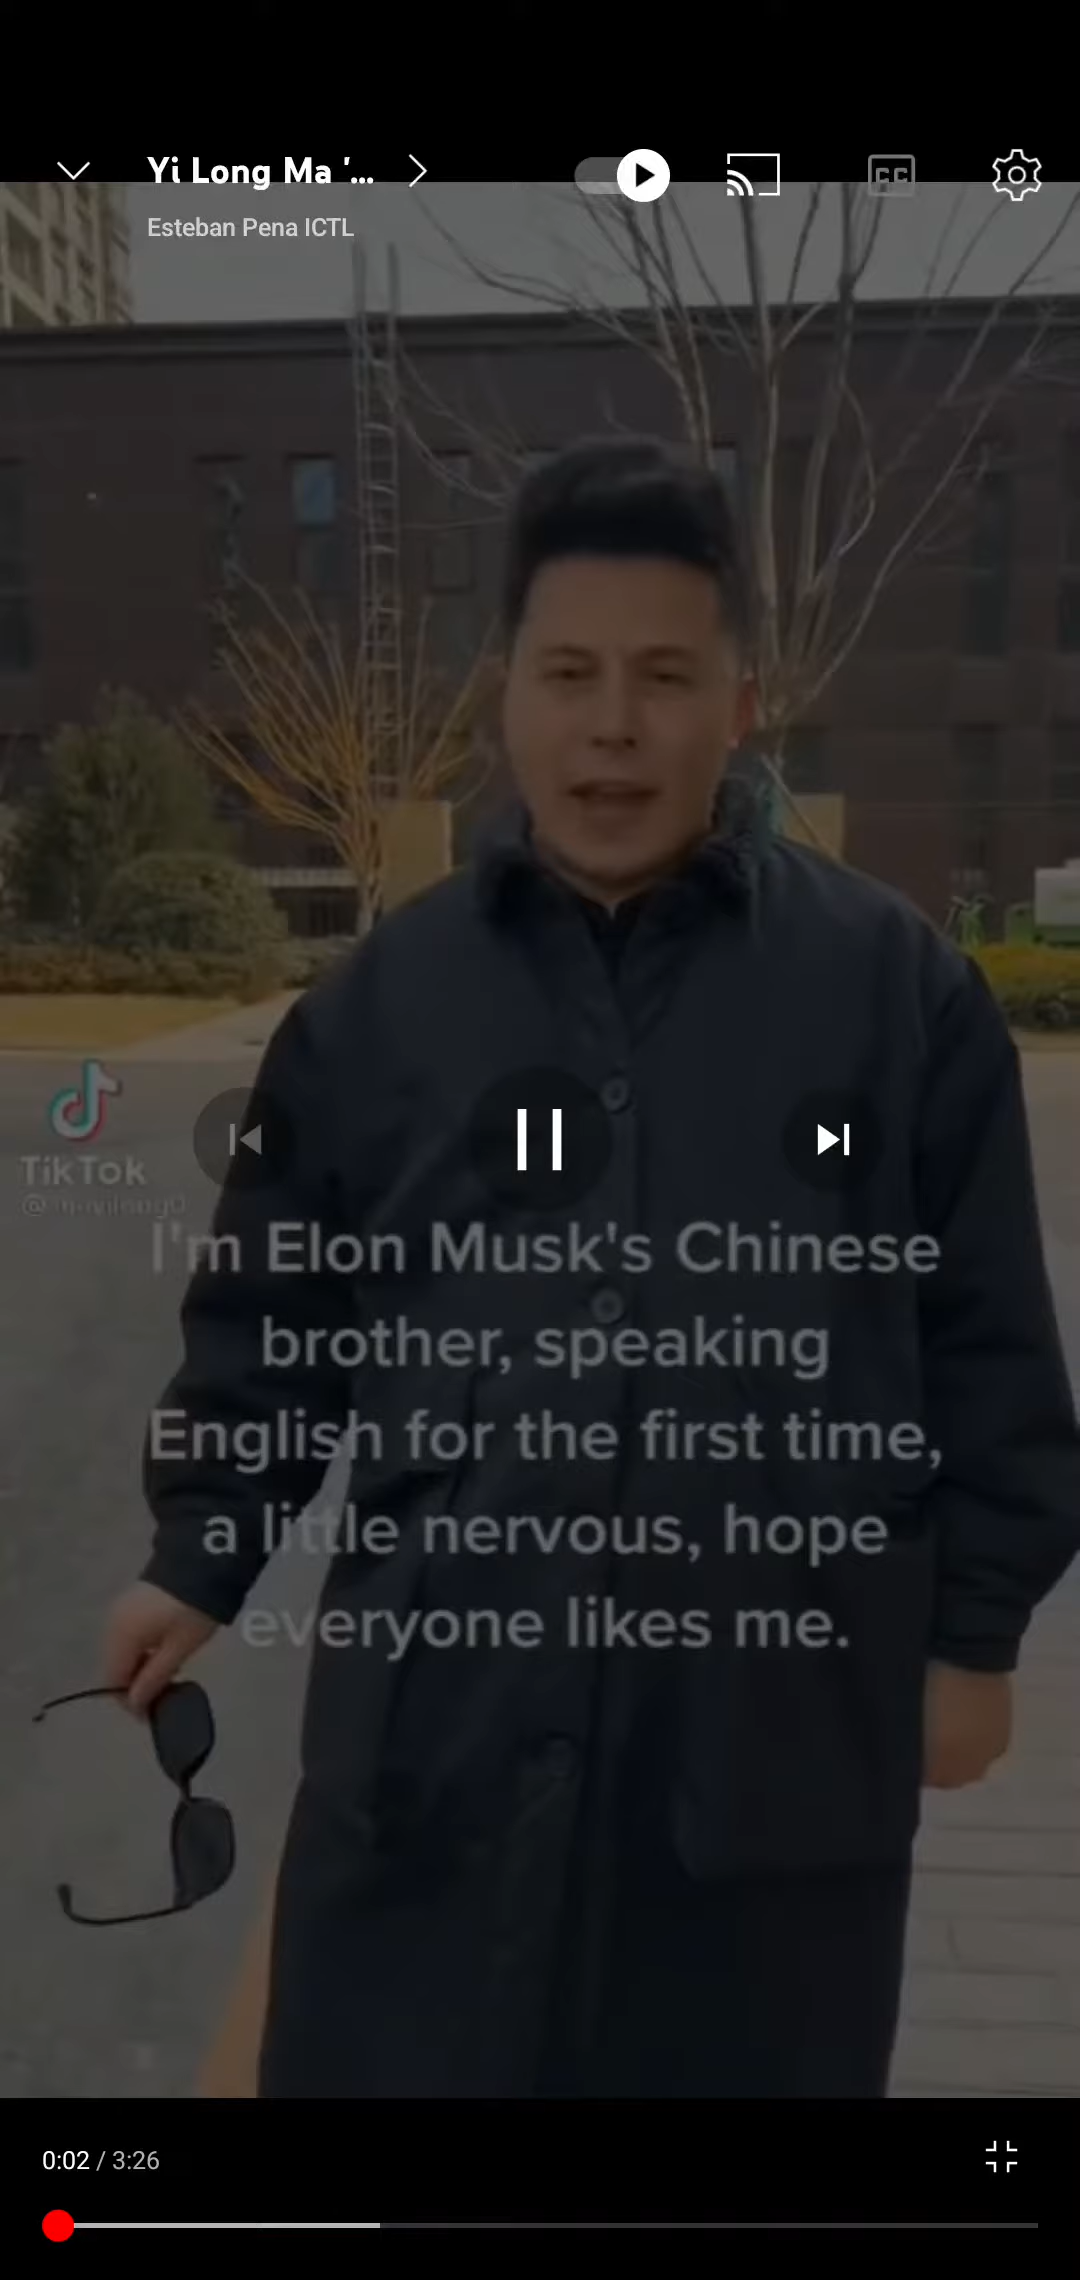 Yi Long Ma '...
Esteban Pena ICTL
CC
TikTok
I'm Elon Musk's Chinese
brother, speaking
English for the first time,
a little nervous, hope
everyone likes me.
0:02 / 3:26